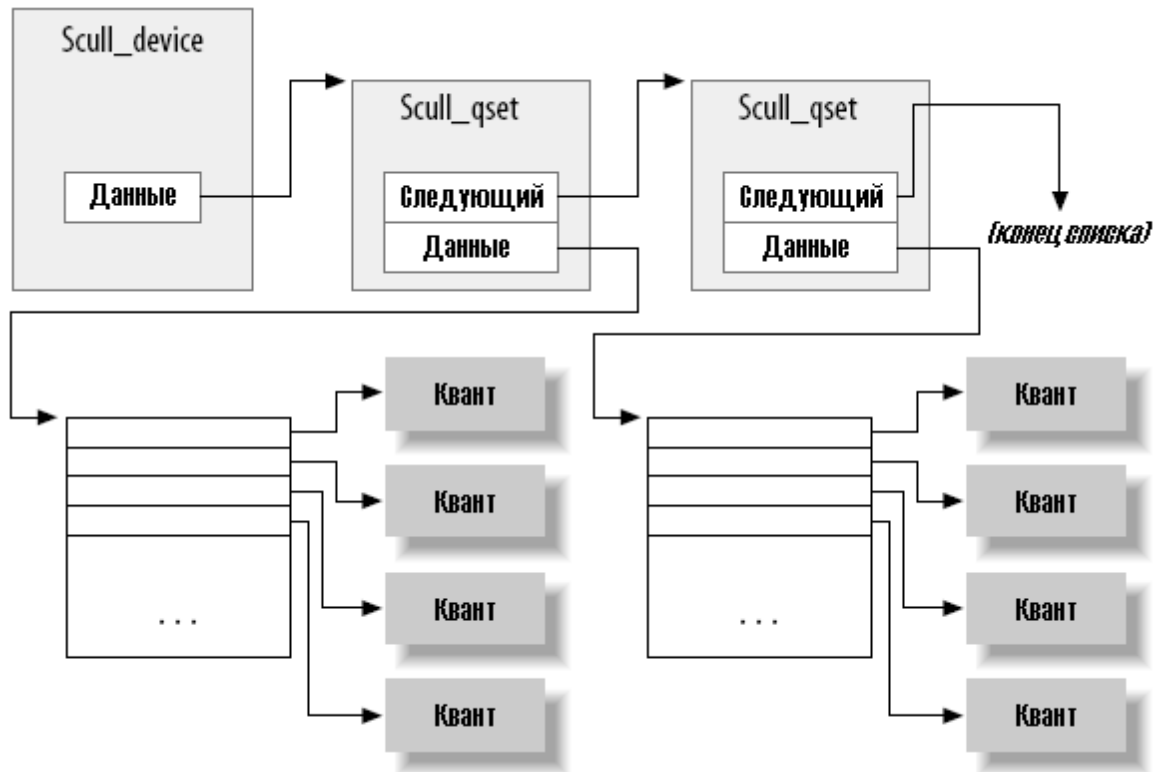 Scull_device
Данные
Scull_qset
Следующий
Данные
Scull_qset
Следующий
Данные
(конец списка)
Квант
Квант
Квант
Квант
. . .
Квант
Квант
Квант
Квант
. . .